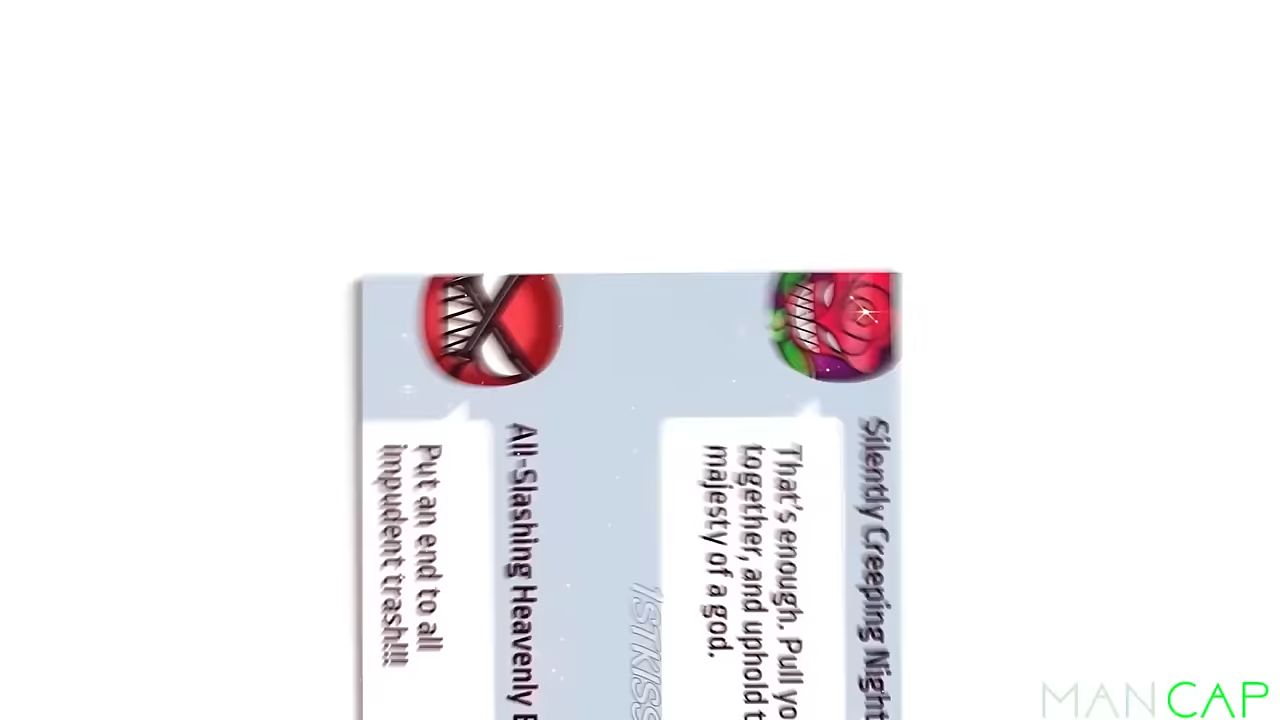 Silently Creeping Night
That's enough. Pull yo
together, and uphold t
majesty of a god.
1STKISS
All-Slashing Heavenly
Put an end to all
impudent trash!!!
MANCAP